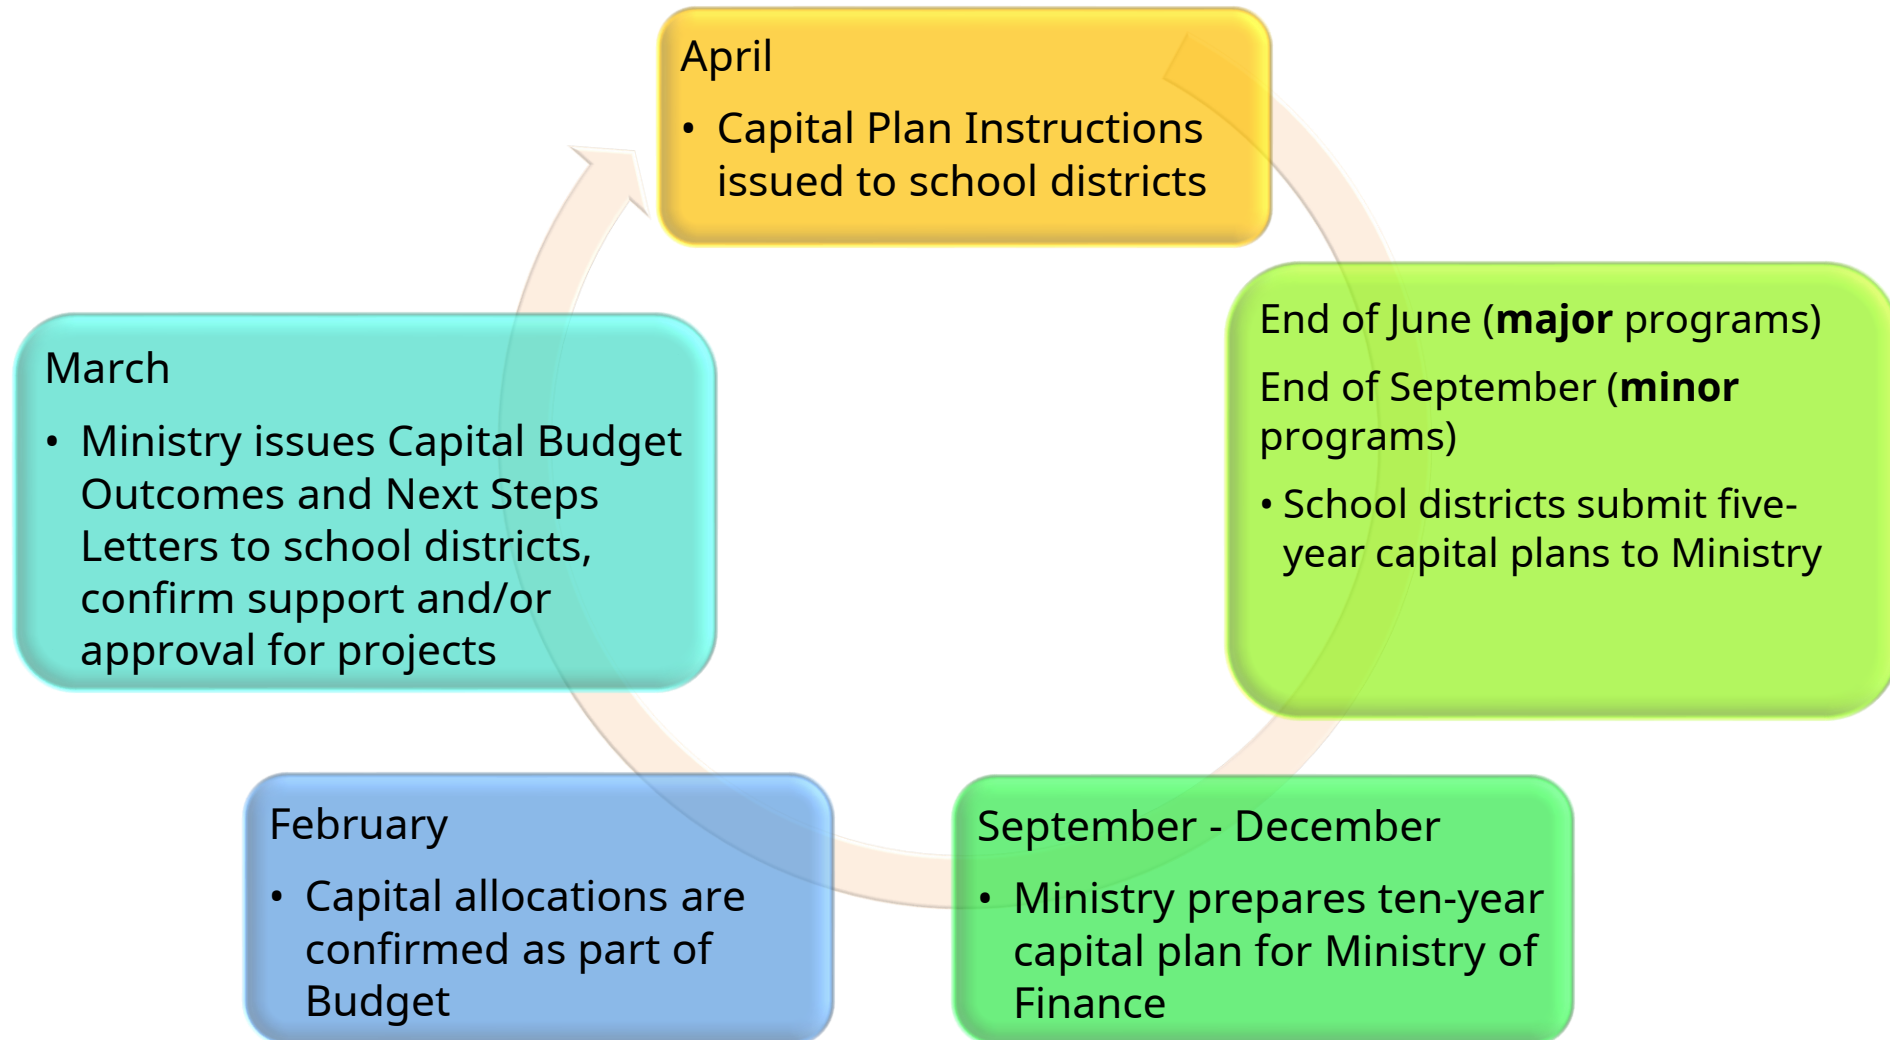 April
• Capital Plan Instructions
issued to school districts
End of June (major programs)
End of September (minor
programs)
• School districts submit five-
year capital plans to Ministry
September - December
• Ministry prepares ten-year
capital plan for Ministry of
Finance
February
• Capital allocations are
confirmed as part of
Budget
March
• Ministry issues Capital Budget
Outcomes and Next Steps
Letters to school districts,
confirm support and/or
approval for projects